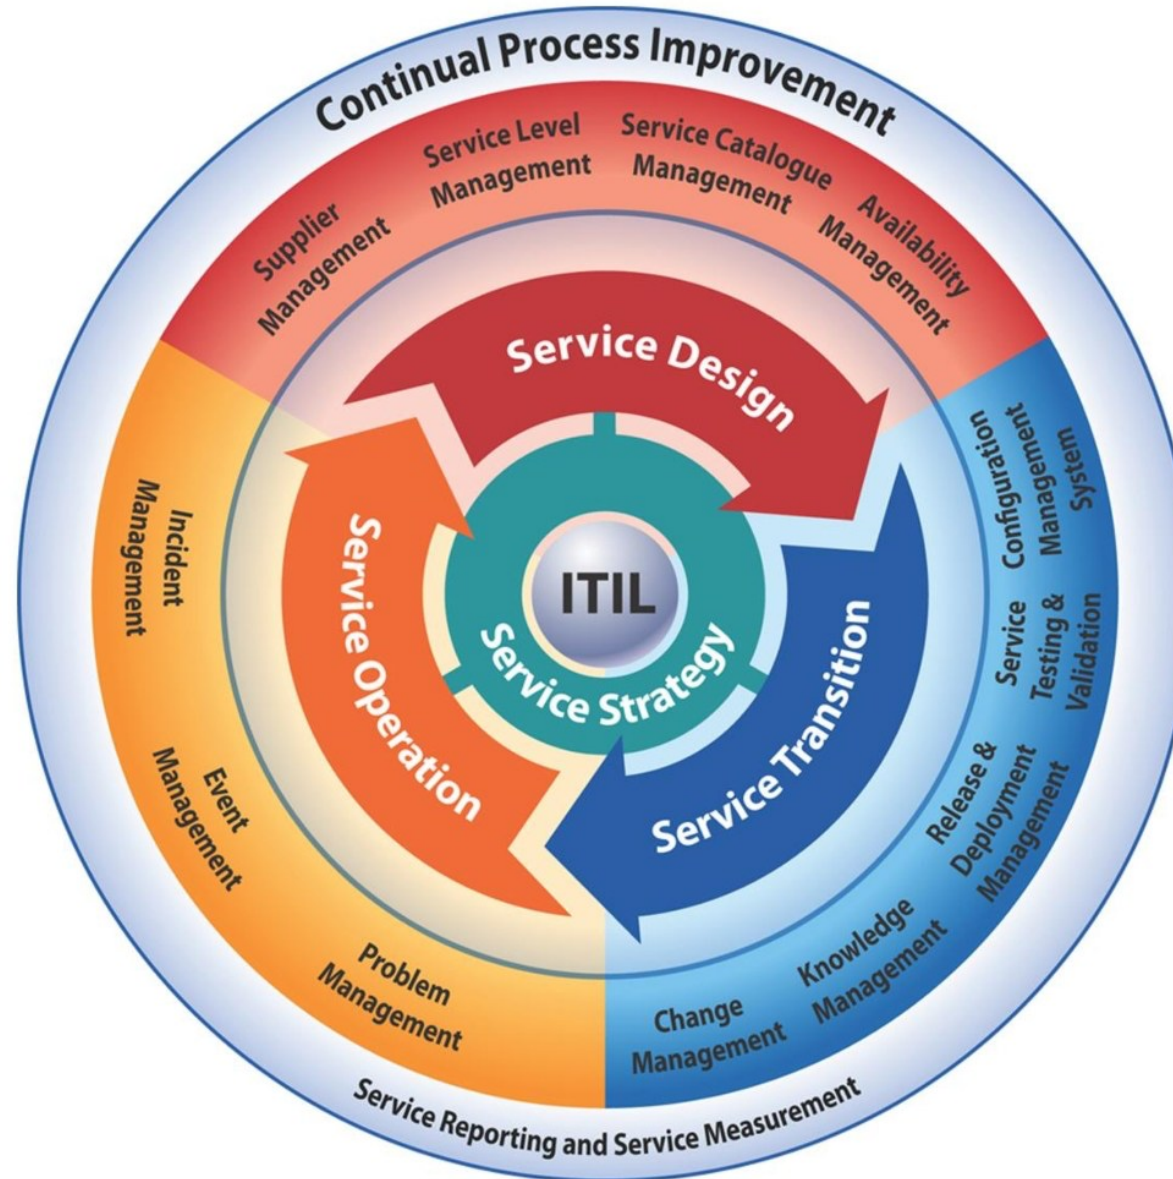 Continual Process Improvement
Supplier
Management
Service Level
Management
Service Catalogue
Management
Availability
Management
Configuration
Management
System
Service
Testing &
Validation
Release &
Deployment
Management
Knowledge
Management
Change
Management
Problem
Management
Event
Management
Incident
Management
Service Design
Service Transition
Service Operation
Service Strategy
ITIL
Service Reporting and Service Measurement